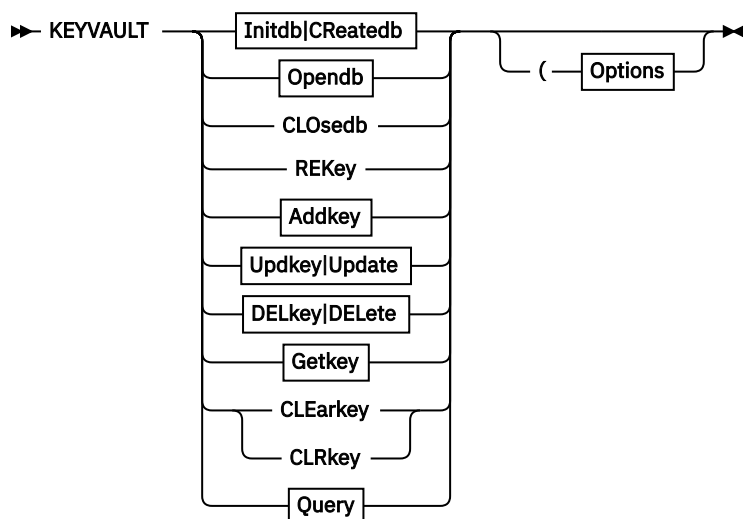 KEYVAULT
Initdb|CReatedb
Opendb
( Options
CLOsedb
REKey
Addkey
Updkey|Update
DELkey|DELete
Getkey
CLEarkey
CLRkey
Query